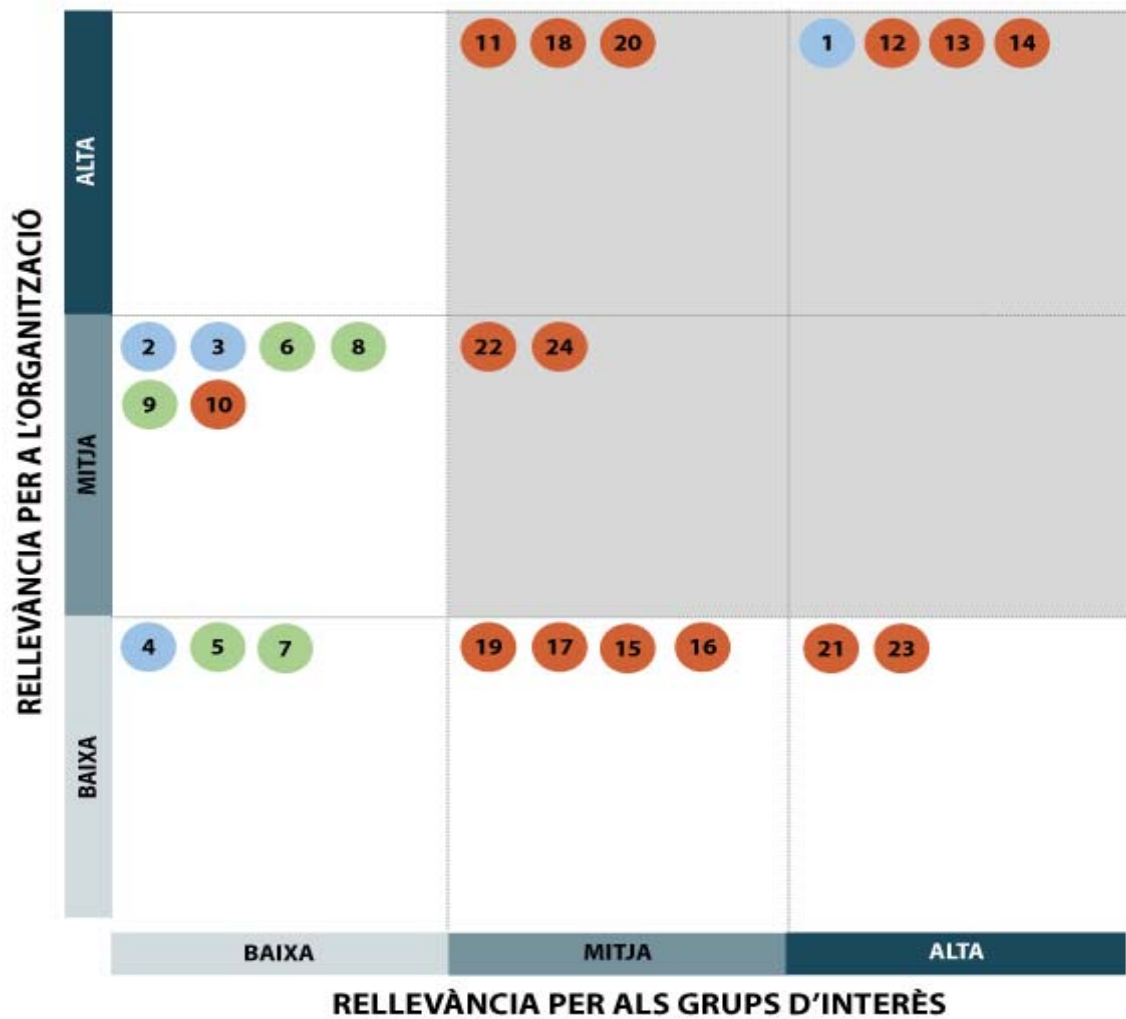 RELLEVÀNCIA PER A L'ORGANITZACIÓ
ALTA
11 18 20
1 12 13 14
MITJA
2 3 6 8
9 10
22 24
BAIXA
4 5 7
19 17 15 16
21 23
BAIXA MITJA ALTA
RELLEVÀNCIA PER ALS GRUPS D'INTERÈS